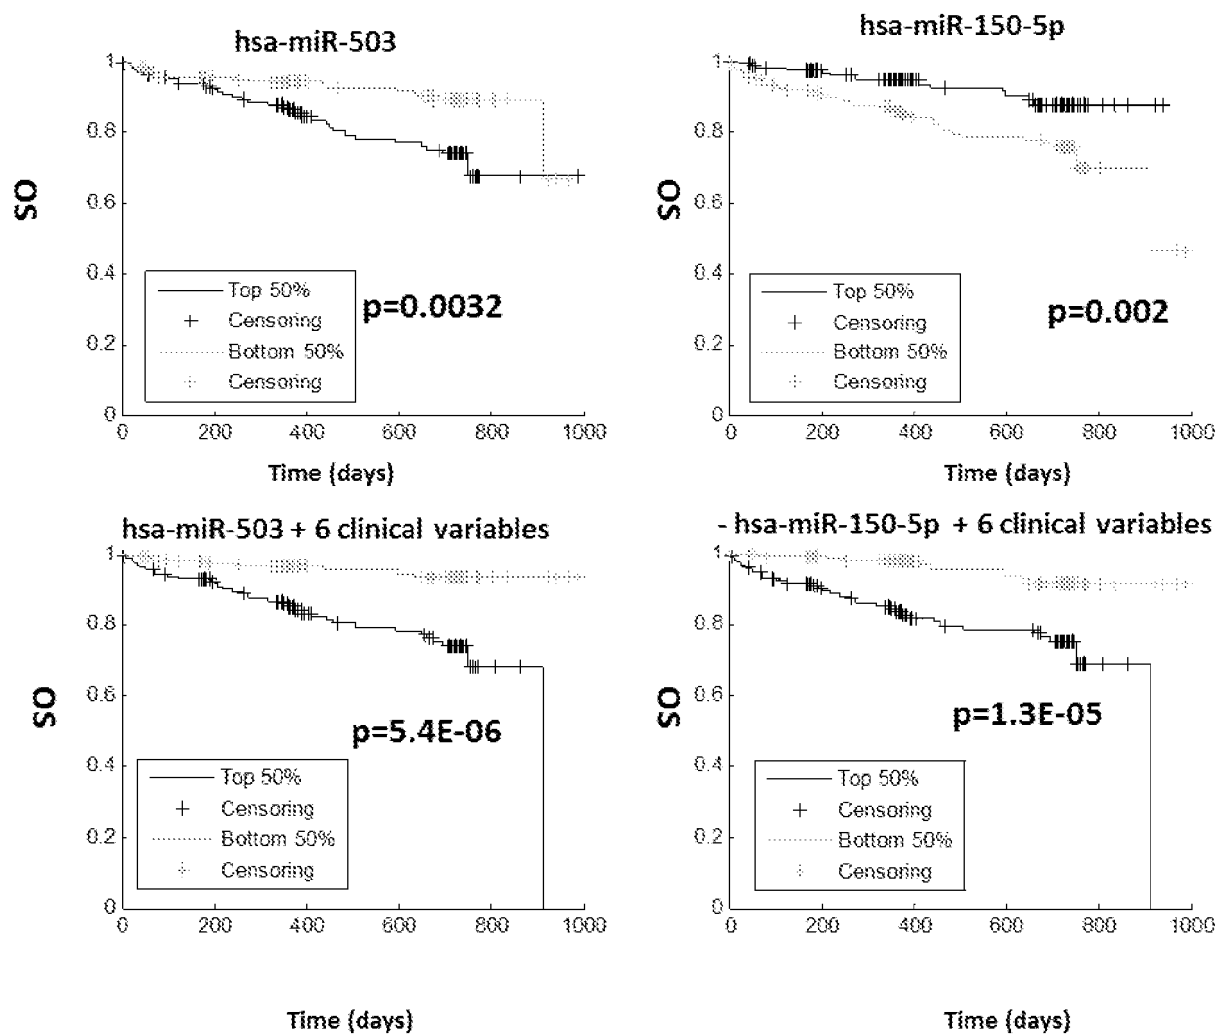 hsa-miR-503
1
0.8
0.6
0.4
0.2
0
SO
Top 50%
Censoring
Bottom 50%
Censoring
p=0.0032
0 200 400 600 800 1000
Time (days)
hsa-miR-150-5p
1
0.8
0.6
0.4
0.2
0
SO
Top 50%
Censoring
Bottom 50%
Censoring
p=0.002
0 200 400 600 800 1000
Time (days)
hsa-miR-503 + 6 clinical variables
1
0.8
0.6
0.4
0.2
0
SO
p=5.4E-06
Top 50%
Censoring
Bottom 50%
Censoring
0 200 400 600 800 1000
Time (days)
- hsa-miR-150-5p + 6 clinical variables
1
0.8
0.6
0.4
0.2
0
SO
p=1.3E-05
Top 50%
Censoring
Bottom 50%
Censoring
0 200 400 600 800 1000
Time (days)